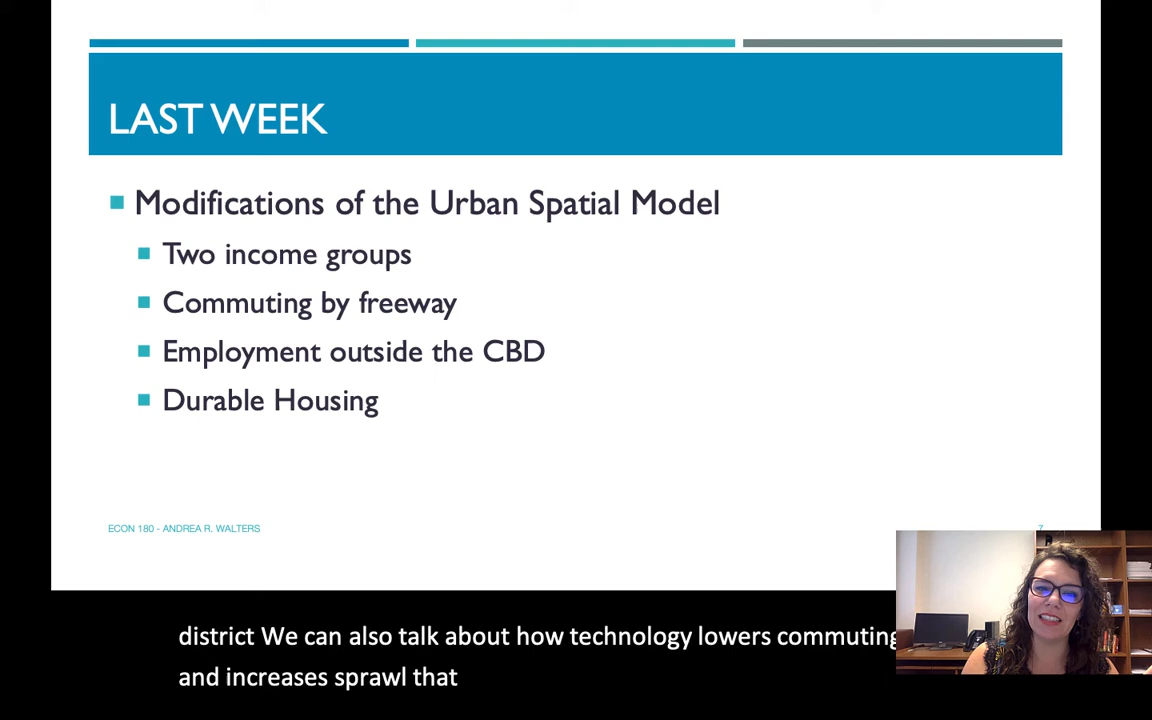 LAST WEEK
Modifications of the Urban Spatial Model
Two income groups
Commuting by freeway
Employment outside the CBD
Durable Housing
ECON 180 - ANDREA R. WALTERS
7
district We can also talk about how technology lowers commuting
and increases sprawl that